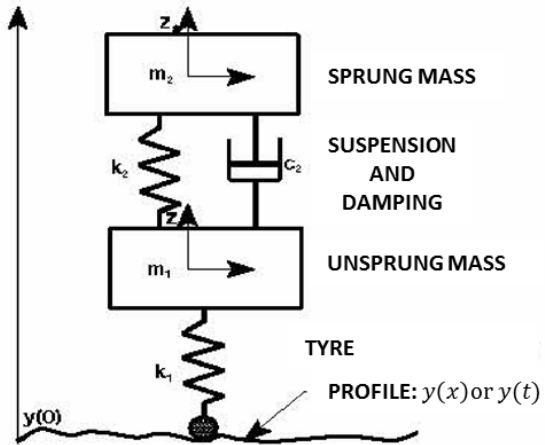 z
m₂
SPRUNG MASS
k₂
c₂
SUSPENSION
AND
DAMPING
z
m₁
UNSPRUNG MASS
k₁
TYRE
y(0)
PROFILE: y(x) or y(t)